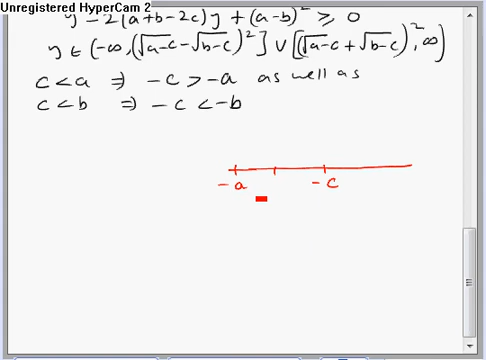 Unregistered HyperCam 2
y² - 2(a+b-2c)y + (a-b)² ≥ 0
y ∈ (-∞, (√a-c - √b-c)²] ∪ [(√a-c + √b-c)², ∞)
c < a ⇒ -c > -a as well as
c < b ⇒ -c < -b
-a -c